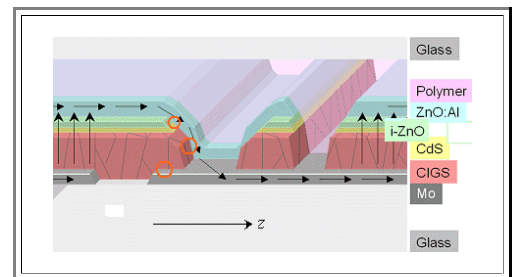 Glass
Polymer
ZnO:Al
i-ZnO
CdS
CIGS
Mo
z
Glass